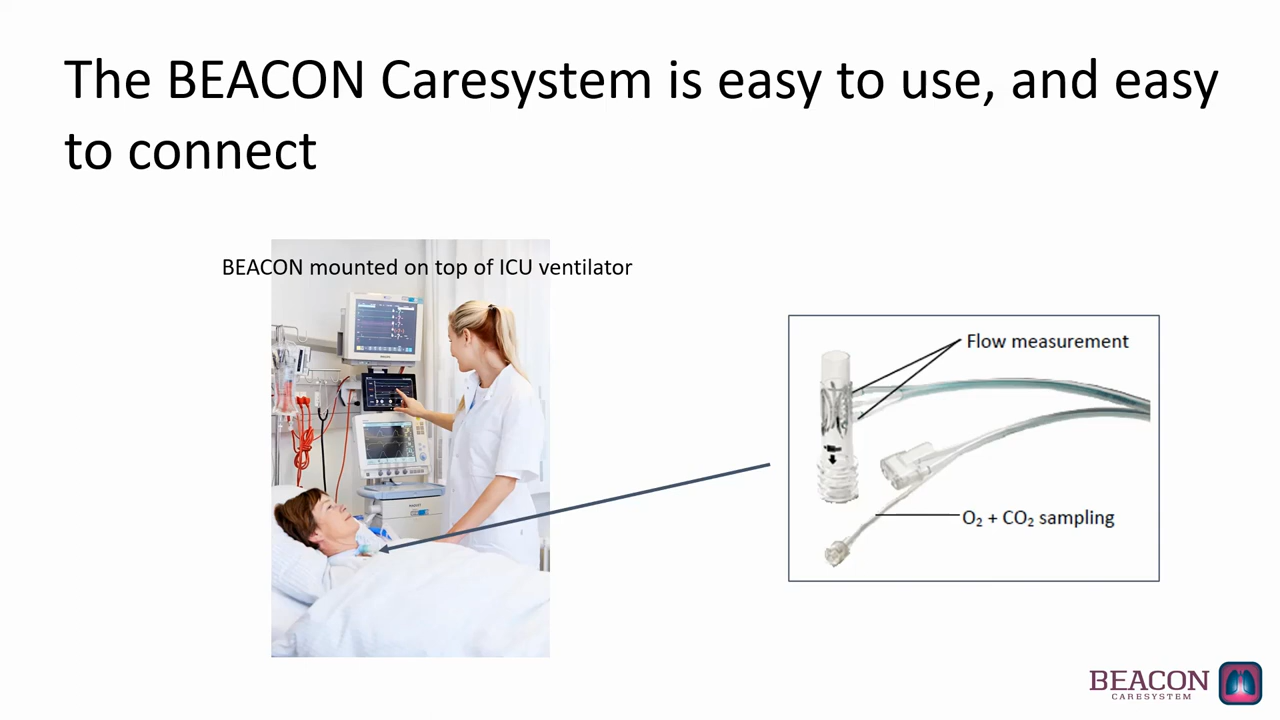 The BEACON Caresystem is easy to use, and easy
to connect
BEACON mounted on top of ICU ventilator
Flow measurement
O₂ + CO₂ sampling
BEACON
CARESYSTEM